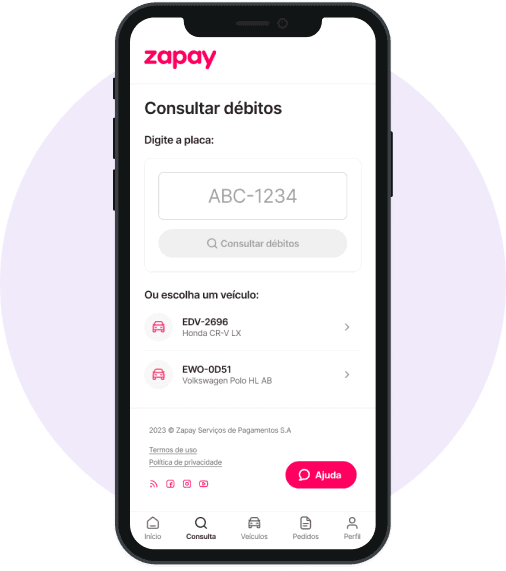 zapay
Consultar débitos
Digite a placa:
ABC-1234
Consultar débitos
Ou escolha um veículo:
EDV-2696
Honda CR-V LX
EWO-0D51
Volkswagen Polo HL AB
2023 © Zapay Serviços de Pagamentos S.A
Termos de uso
Política de privacidade
Ajuda
Início Consulta Veículos Pedidos Perfil